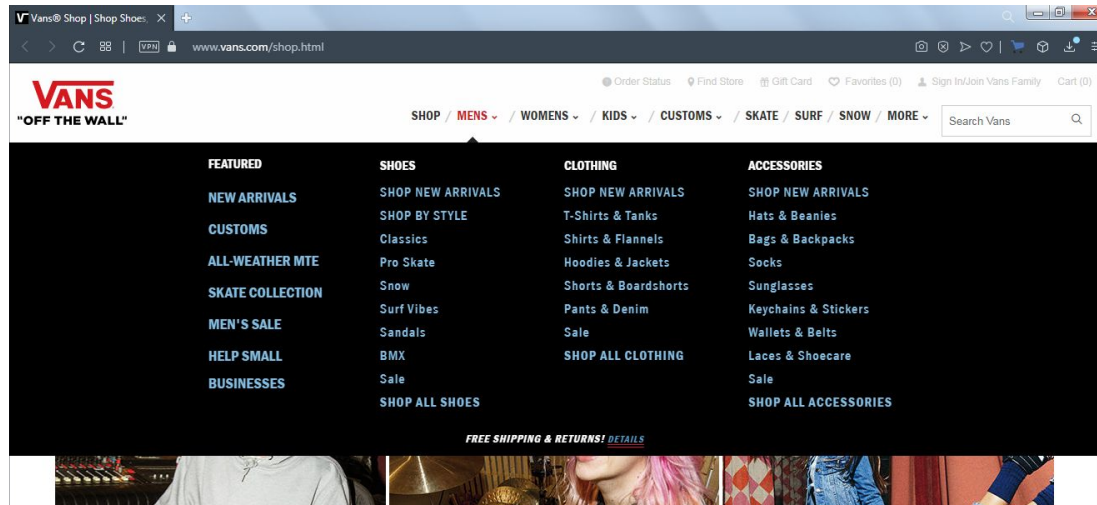 Vans® Shop | Shop Shoes,
VPN www.vans.com/shop.html
Order Status Find Store Gift Card Favorites (0) Sign In/Join Vans Family Cart (0)
VANS
"OFF THE WALL"
SHOP / MENS / WOMENS / KIDS / CUSTOMS / SKATE / SURF / SNOW / MORE
Search Vans
FEATURED
NEW ARRIVALS
CUSTOMS
ALL-WEATHER MTE
SKATE COLLECTION
MEN'S SALE
HELP SMALL
BUSINESSES
SHOES
SHOP NEW ARRIVALS
SHOP BY STYLE
Classics
Pro Skate
Snow
Surf Vibes
Sandals
BMX
Sale
SHOP ALL SHOES
CLOTHING
SHOP NEW ARRIVALS
T-Shirts & Tanks
Shirts & Flannels
Hoodies & Jackets
Shorts & Boardshorts
Pants & Denim
Sale
SHOP ALL CLOTHING
ACCESSORIES
SHOP NEW ARRIVALS
Hats & Beanies
Bags & Backpacks
Socks
Sunglasses
Keychains & Stickers
Wallets & Belts
Laces & Shoecare
Sale
SHOP ALL ACCESSORIES
FREE SHIPPING & RETURNS! DETAILS